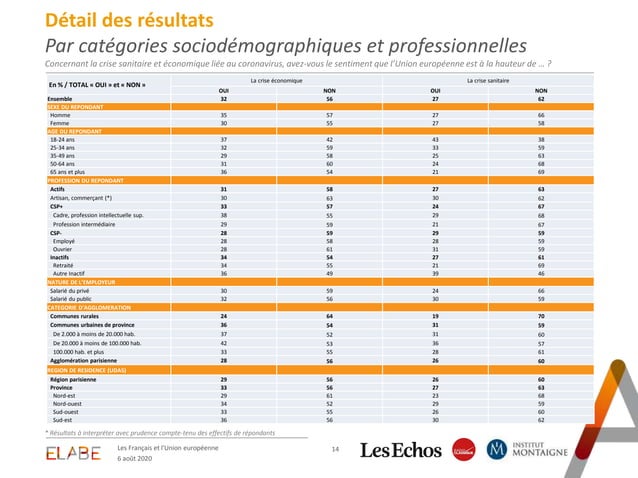 Détail des résultats
Par catégories sociodémographiques et professionnelles
Concernant la crise sanitaire et économique liée au coronavirus, avez-vous le sentiment que l’Union européenne est à la hauteur de … ?
En % / TOTAL « OUI » et « NON » La crise économique La crise sanitaire
OUI NON OUI NON
Ensemble 32 56 27 62
SEXE DU REPONDANT
Homme 35 57 27 66
Femme 30 55 27 58
AGE DU REPONDANT
18-24 ans 37 42 43 38
25-34 ans 32 59 33 59
35-49 ans 29 58 25 63
50-64 ans 31 60 24 68
65 ans et plus 36 54 21 69
PROFESSION DU REPONDANT
Actifs 31 58 27 63
Artisan, commerçant (*) 30 63 30 62
CSP+ 33 57 24 67
Cadre, profession intellectuelle sup. 38 55 29 68
Profession intermédiaire 29 59 21 67
CSP- 28 59 29 59
Employé 28 58 28 59
Ouvrier 28 61 31 59
Inactifs 34 54 27 61
Retraité 34 55 21 69
Autre Inactif 36 49 39 46
NATURE DE L'EMPLOYEUR
Salarié du privé 30 59 24 66
Salarié du public 32 56 30 59
CATEGORIE D'AGGLOMERATION
Communes rurales 24 64 19 70
Communes urbaines de province 36 54 31 59
De 2.000 à moins de 20.000 hab. 37 52 31 60
De 20.000 à moins de 100.000 hab. 42 53 36 57
100.000 hab. et plus 33 55 28 61
Agglomération parisienne 28 56 26 60
REGION DE RESIDENCE (UDA5)
Région parisienne 29 56 26 60
Province 33 56 27 63
Nord-est 29 61 23 68
Nord-ouest 34 52 29 59
Sud-ouest 33 55 26 60
Sud-est 36 56 30 62
* Résultats à interpréter avec prudence compte-tenu des effectifs de répondants
ELABE
Les Français et l’Union européenne
6 août 2020
14
Les Echos
INSTITUT
MONTAIGNE